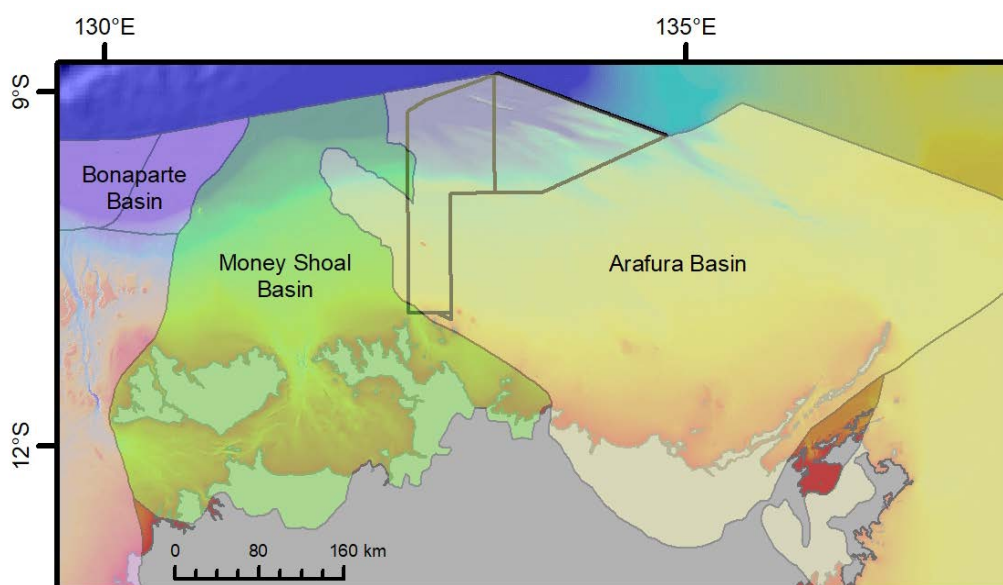 130°E
135°E
9°S
Bonaparte
Basin
Money Shoal
Basin
Arafura Basin
12°S
0 80 160 km